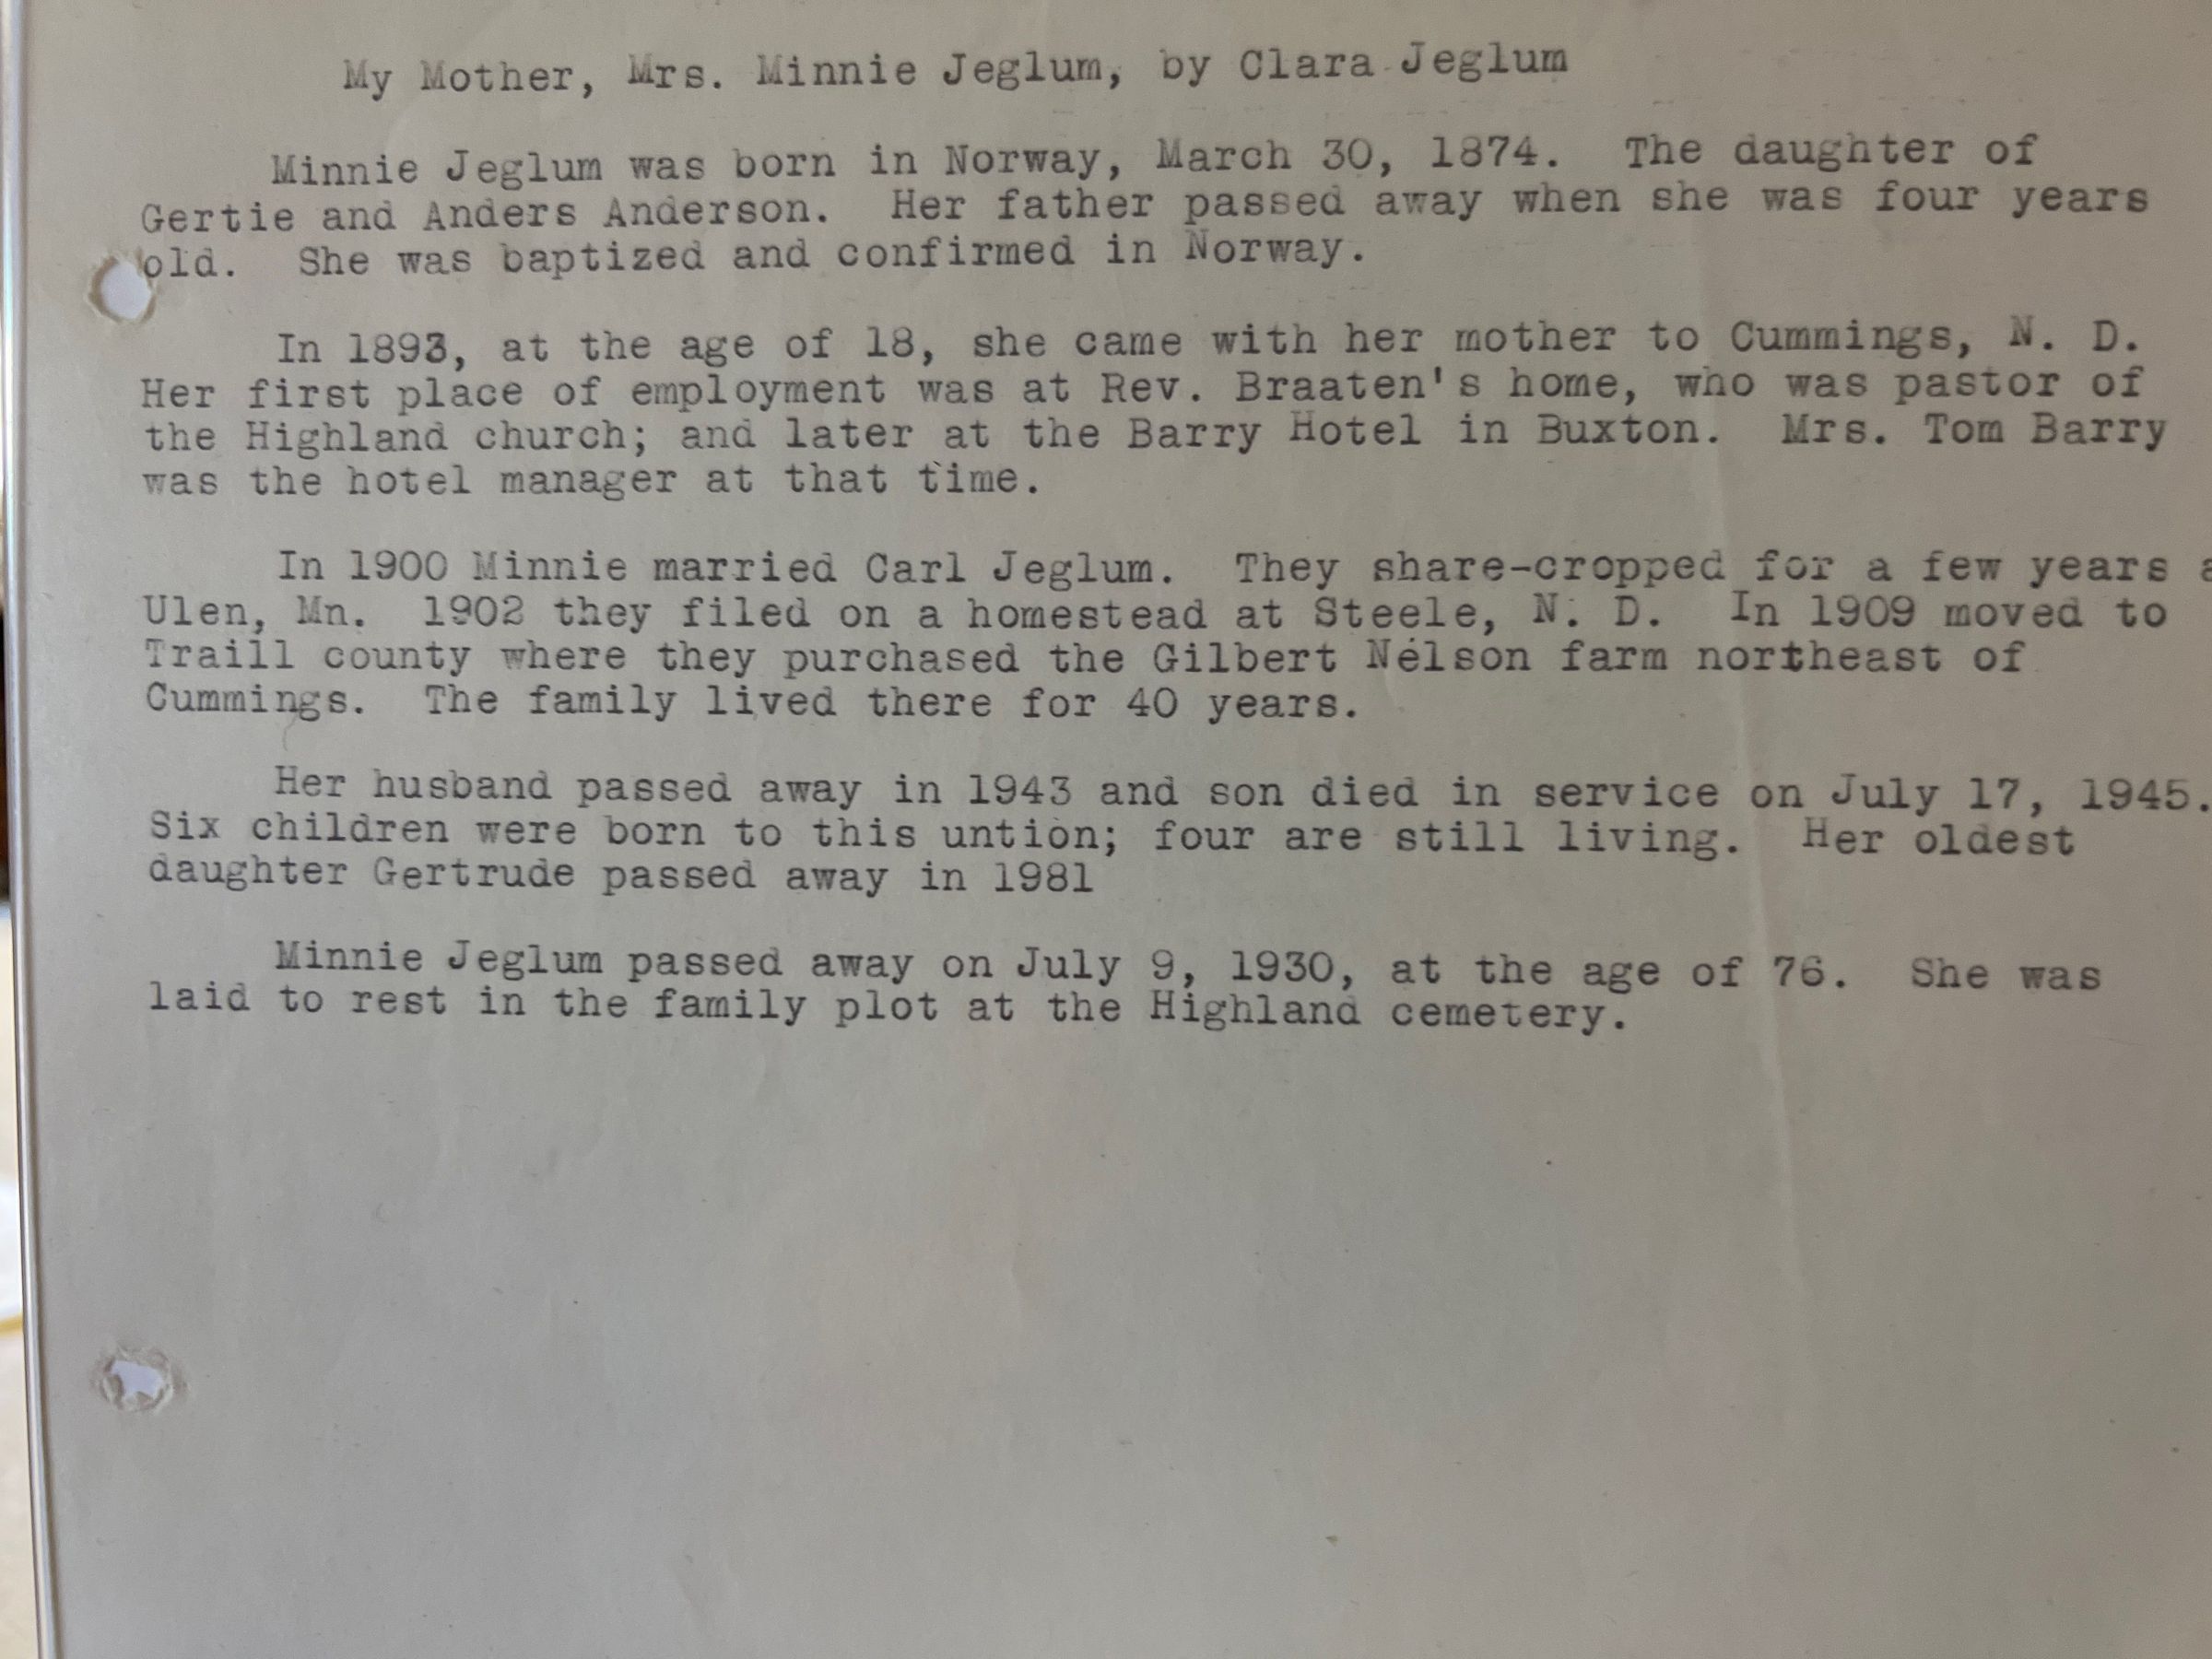 My Mother, Mrs. Minnie Jeglum, by Clara Jeglum
Minnie Jeglum was born in Norway, March 30, 1874. The daughter of
Gertie and Anders Anderson. Her father passed away when she was four years
old. She was baptized and confirmed in Norway.
In 1893, at the age of 18, she came with her mother to Cummings, N. D.
Her first place of employment was at Rev. Braaten's home, who was pastor of
the Highland church; and later at the Barry Hotel in Buxton. Mrs. Tom Barry
was the hotel manager at that time.
In 1900 Minnie married Carl Jeglum. They share-cropped for a few years
Ulen, Mn. 1902 they filed on a homestead at Steele, N. D. In 1909 moved to
Traill county where they purchased the Gilbert Nelson farm northeast of
Cummings. The family lived there for 40 years.
Her husband passed away in 1943 and son died in service on July 17, 1945.
Six children were born to this untion; four are still living. Her oldest
daughter Gertrude passed away in 1981
Minnie Jeglum passed away on July 9, 1930, at the age of 76. She was
laid to rest in the family plot at the Highland cemetery.